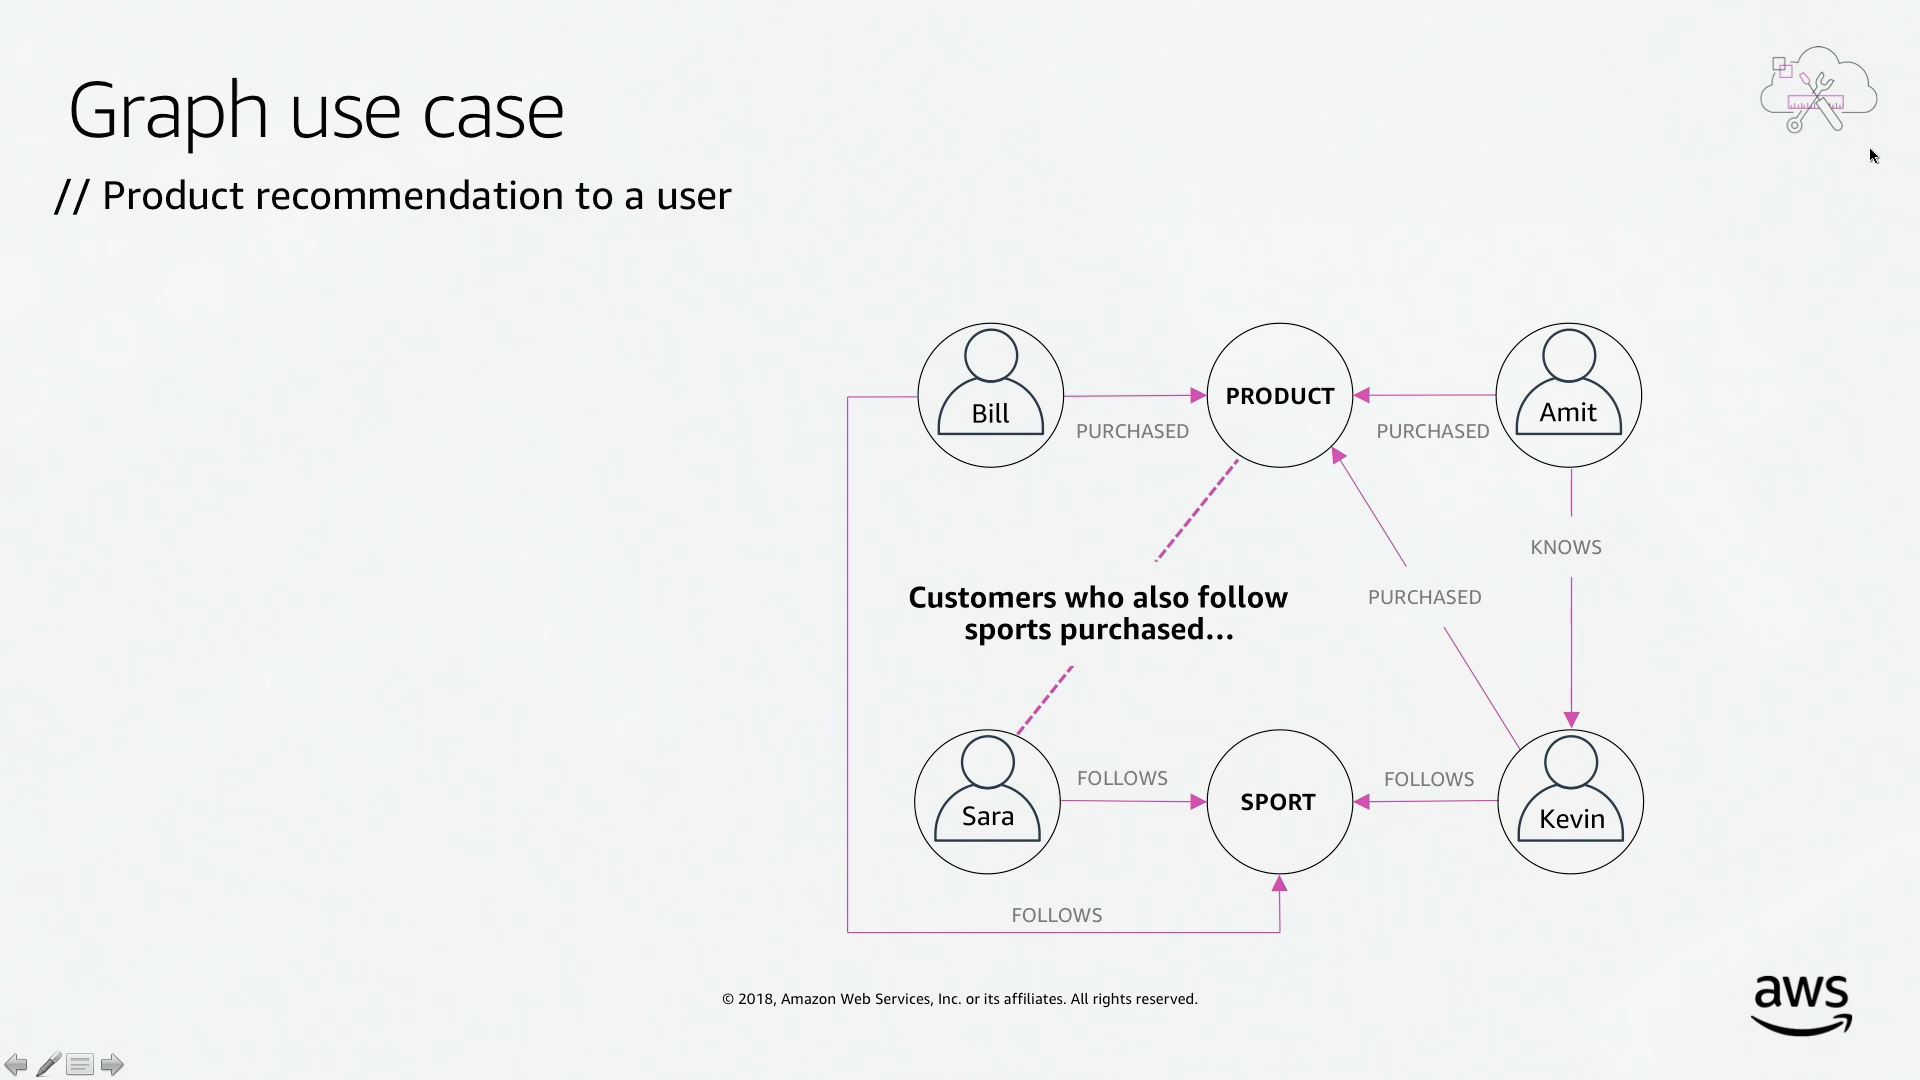 Graph use case
// Product recommendation to a user
Bill
PRODUCT
Amit
PURCHASED
PURCHASED
KNOWS
Customers who also follow
sports purchased...
PURCHASED
Sara
FOLLOWS
SPORT
FOLLOWS
Kevin
FOLLOWS
© 2018, Amazon Web Services, Inc. or its affiliates. All rights reserved.
aws